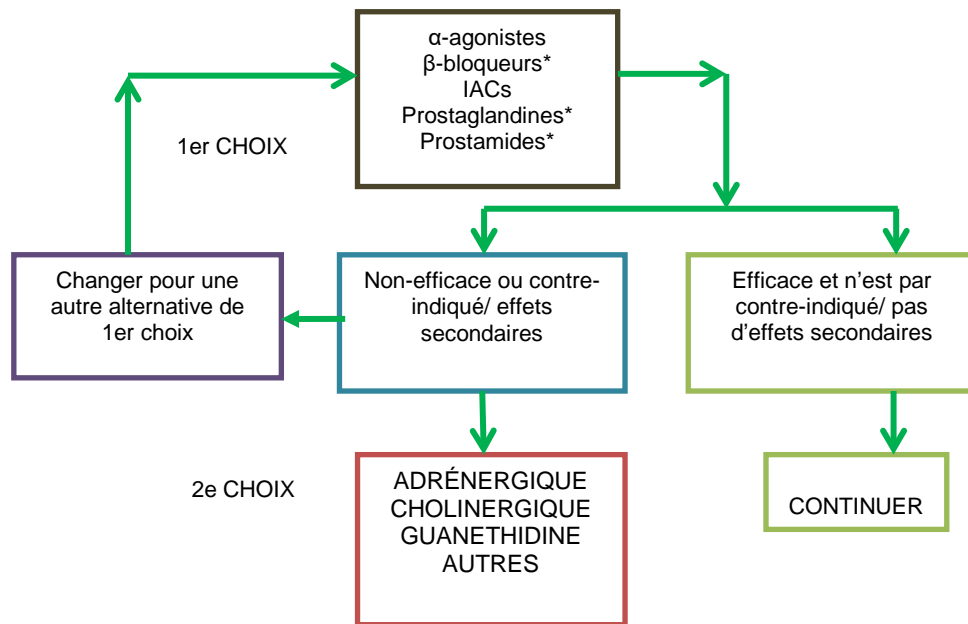 α-agonistes
β-bloqueurs*
IACs
Prostaglandines*
Prostamides*
1er CHOIX
Changer pour une
autre alternative de
1er choix
Non-efficace ou contre-
indiqué/ effets
secondaires
Efficace et n'est par
contre-indiqué/ pas
d'effets secondaires
2e CHOIX
ADRÉNERGIQUE
CHOLINERGIQUE
GUANETHIDINE
AUTRES
CONTINUER